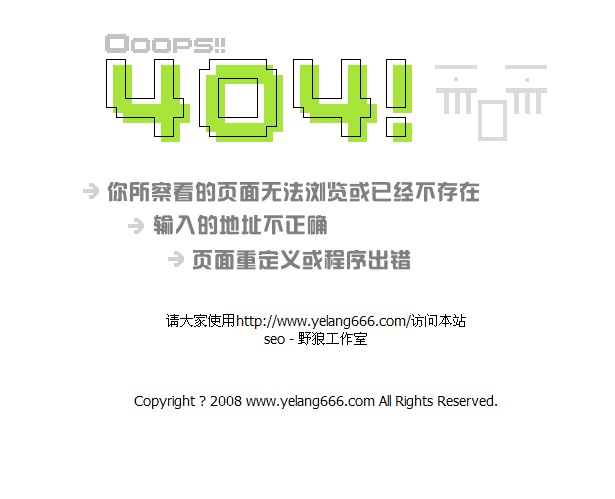 Ooops!!
404!
你所察看的页面无法浏览或已经不存在
输入的地址不正确
页面重定义或程序出错
请大家使用http://www.yelang666.com/访问本站
seo - 野狼工作室
Copyright ? 2008 www.yelang666.com All Rights Reserved.